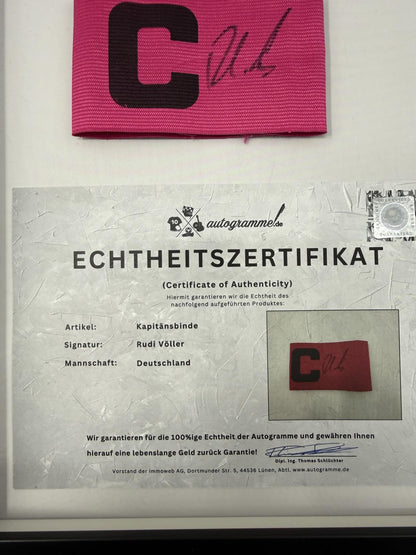 C
autogramme.de
ECHTHEITSZERTIFIKAT
(Certificate of Authenticity)
Hiermit garantieren wir die Echtheit des
nachfolgend aufgeführten Produktes:
Artikel: Kapitänsbinde
Signatur: Rudi Völler
Mannschaft: Deutschland
C
Wir garantieren für die 100%ige Echtheit der Autogramme und gewähren Ihnen
hierauf eine lebenslange Geld zurück Garantie!
Dipl. Ing. Thomas Schlüchter
Vorstand der immoweb AG, Dortmunder Str. 5, 44536 Lünen, Abtl. www.autogramme.de